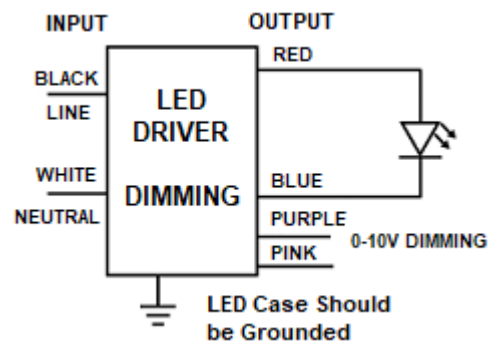 INPUT
OUTPUT
BLACK
LINE
WHITE
NEUTRAL
LED
DRIVER
DIMMING
RED
BLUE
PURPLE
PINK
0-10V DIMMING
LED Case Should
be Grounded